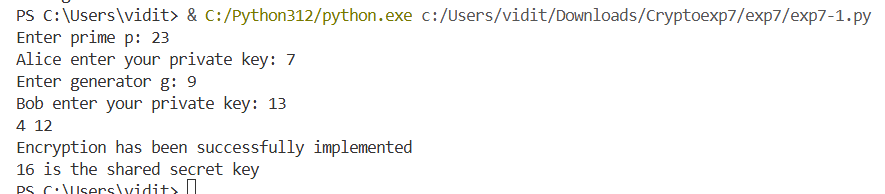 PS C:\Users\vidit> & C:/Python312/python.exe c:/Users/vidit/Downloads/Cryptoexp7/exp7/exp7-1.py
Enter prime p: 23
Alice enter your private key: 7
Enter generator g: 9
Bob enter your private key: 13
4 12
Encryption has been successfully implemented
16 is the shared secret key
PS C:\Users\vidit>